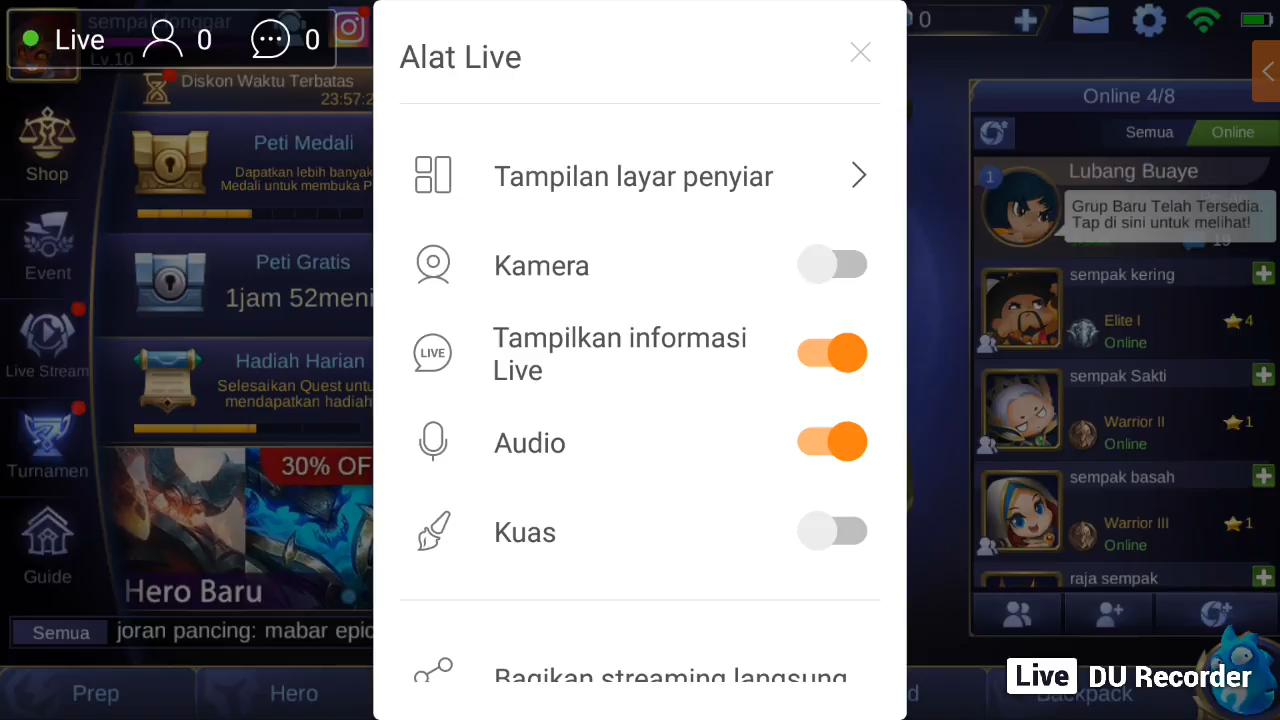 sempak longgar
Live 0 0
Lv.10
Diskon Waktu Terbatas
23:57:2
Shop
Peti Medali
Dapatkan lebih banyak
Medali untuk membuka P
Event
Peti Gratis
1jam 52meni
Live Stream
Hadiah Harian
Selesaikan Quest untu
mendapatkan hadiah
Turnamen
30% OF
Guide
Hero Baru
Semua joran pancing: mabar epic
Prep
Hero
Alat Live
Tampilan layar penyiar
Kamera
LIVE
Tampilkan informasi
Live
Audio
Kuas
Bagikan streaming langsung
0
Online 4/8
Semua Online
1
Lubang Buaye
Grup Baru Telah Tersedia.
Tap di sini untuk melihat!
19
sempak kering
Elite I 4
Online
sempak Sakti
Warrior II 1
Online
sempak basah
Warrior III 1
Online
raja sempak
Live DU Recorder
Backpack